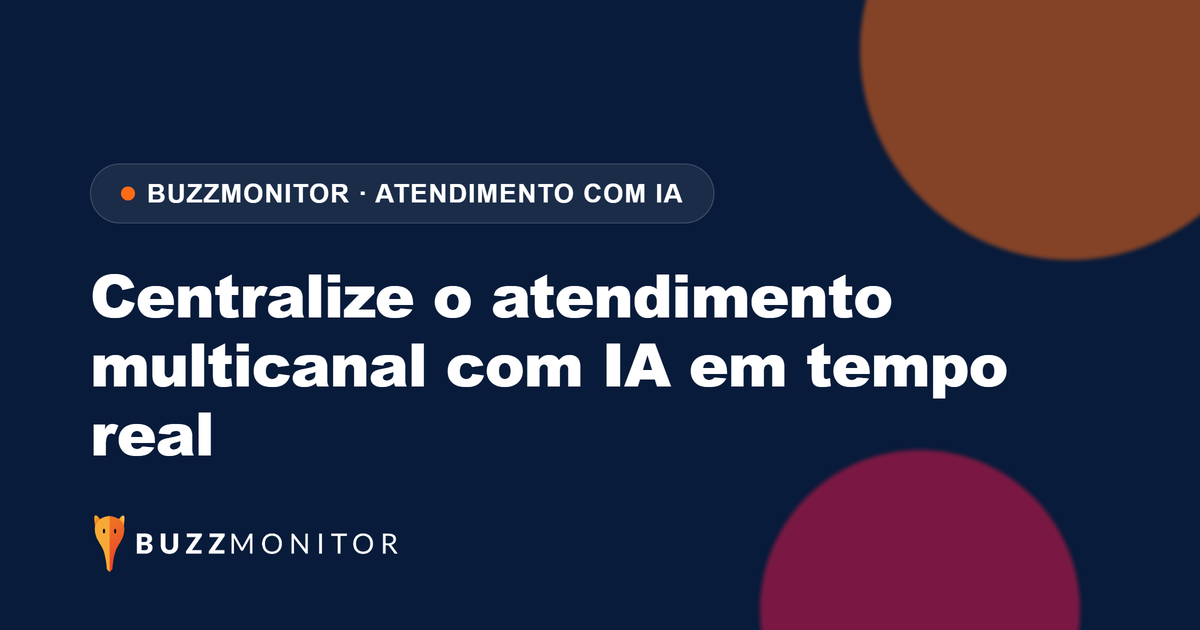 BUZZMONITOR · ATENDIMENTO COM IA
Centralize o atendimento
multicanal com IA em tempo
real
BUZZMONITOR